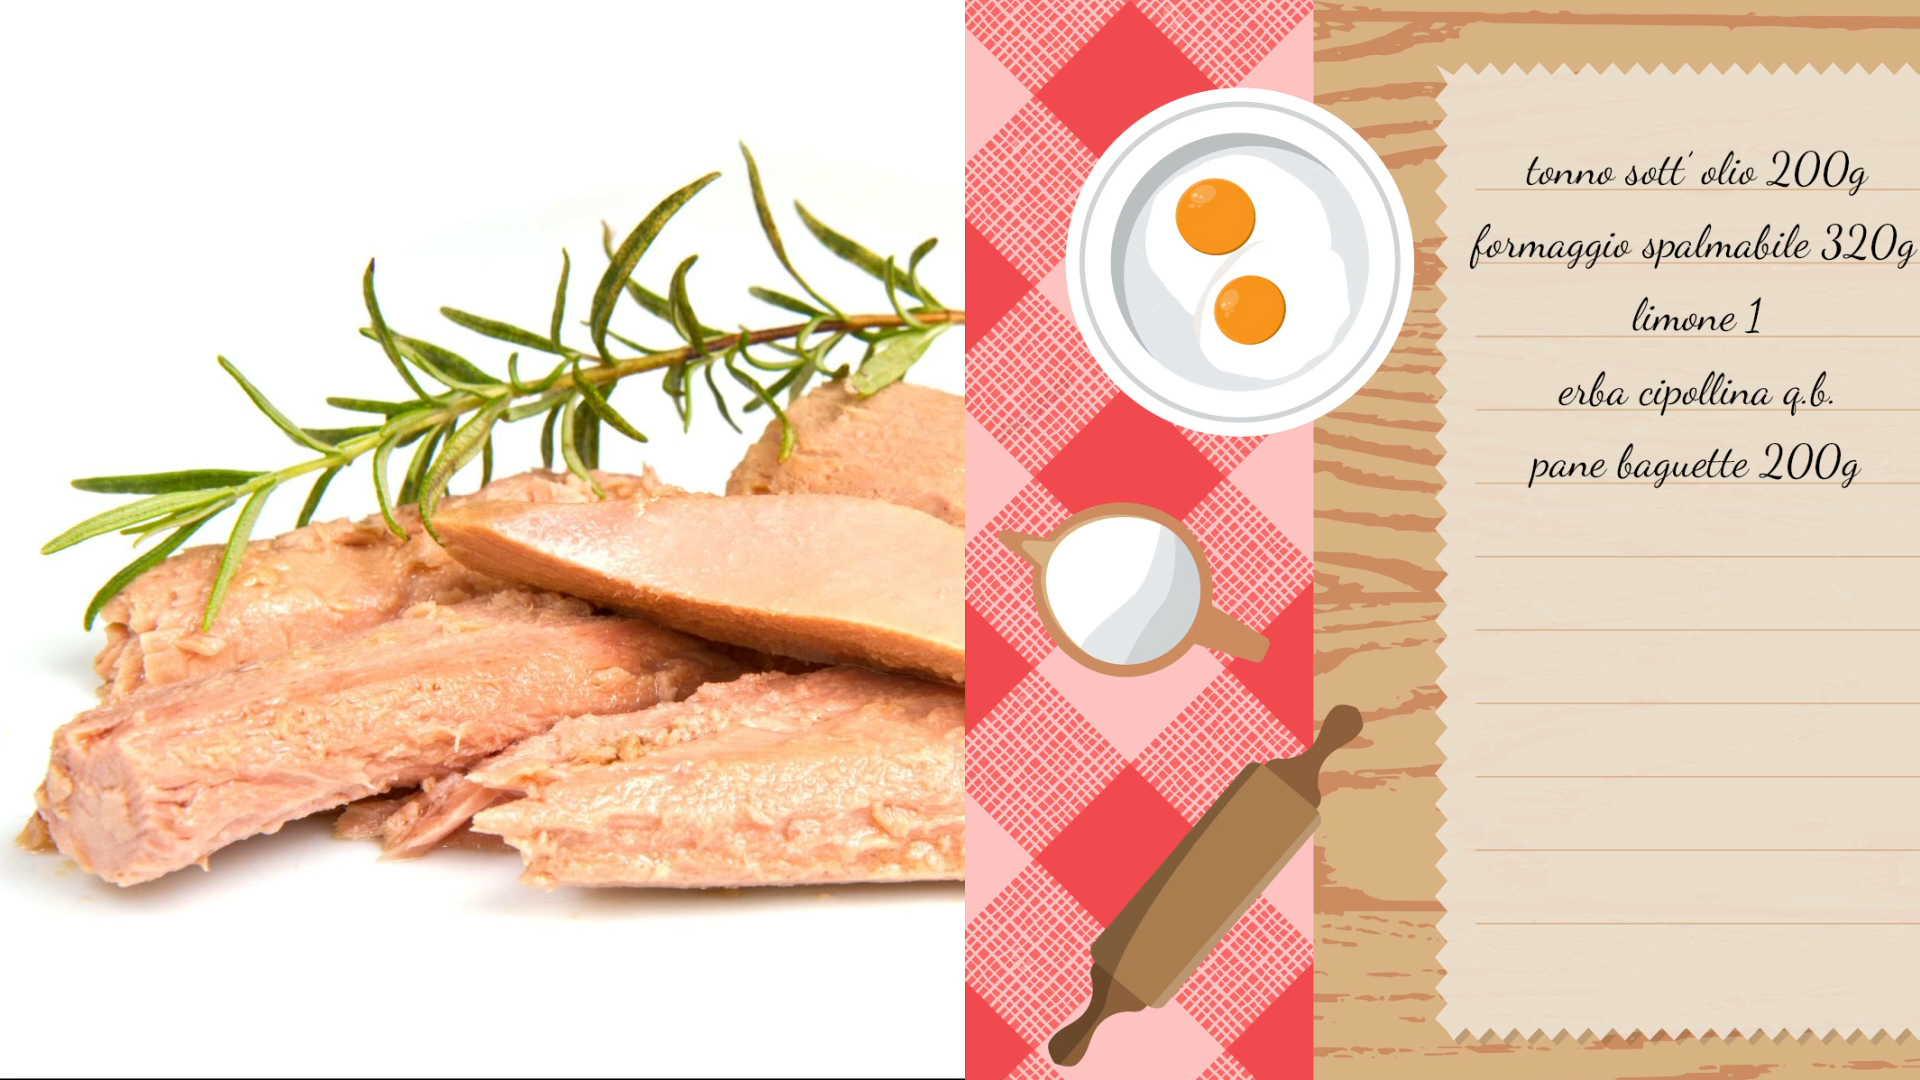 tonno sott' olio 200g
formaggio spalmabile 320g
limone 1
erba cipollina q.b.
pane baguette 200g